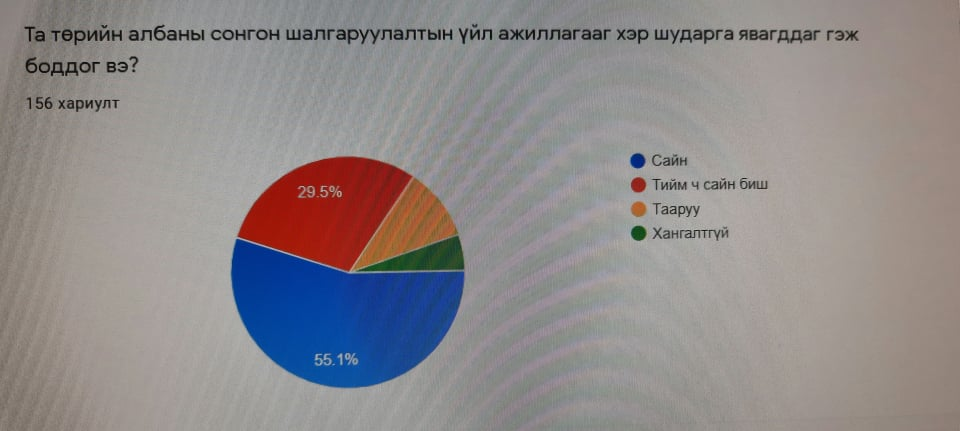 Та төрийн албаны сонгон шалгаруулалтын үйл ажиллагааг хэр шударга явагддаг гэж
боддог вэ?
156 хариулт
29.5%
55.1%
Сайн
Тийм ч сайн биш
Тааруу
Хангалтгүй